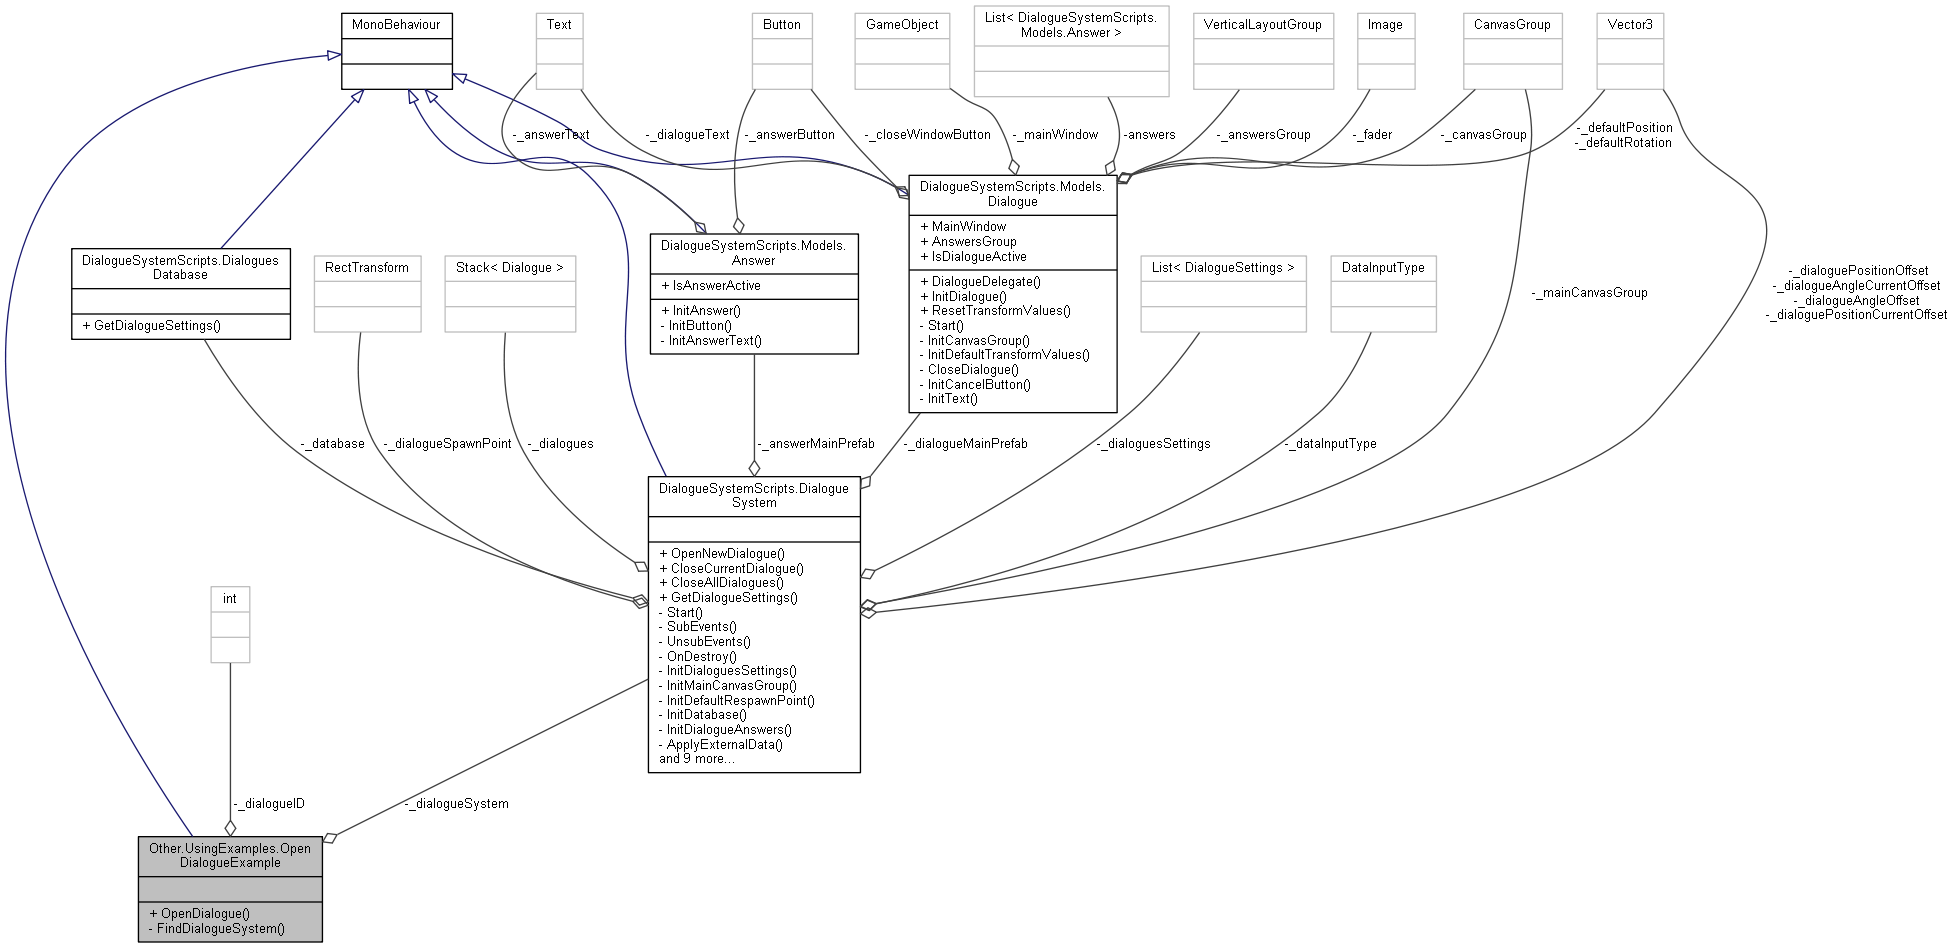 MonoBehaviour
Text
Button
GameObject
List< DialogueSystemScripts.
Models.Answer >
VerticalLayoutGroup
Image
CanvasGroup
Vector3
-_answerText
-_dialogueText
-_answerButton
-_closeWindowButton
-_mainWindow
-answers
-_answersGroup
-_fader
-_canvasGroup
-_defaultPosition
-_defaultRotation
DialogueSystemScripts.Dialogues
Database
+ GetDialogueSettings()
RectTransform
Stack< Dialogue >
DialogueSystemScripts.Models.
Answer
+ IsAnswerActive
+ InitAnswer()
- InitButton()
- InitAnswerText()
DialogueSystemScripts.Models.
Dialogue
+ MainWindow
+ AnswersGroup
+ IsDialogueActive
+ DialogueDelegate()
+ InitDialogue()
+ ResetTransformValues()
- Start()
- InitCanvasGroup()
- InitDefaultTransformValues()
- CloseDialogue()
- InitCancelButton()
- InitText()
List< DialogueSettings >
DataInputType
-_mainCanvasGroup
-_dialoguePositionOffset
-_dialogueAngleCurrentOffset
-_dialogueAngleOffset
-_dialoguePositionCurrentOffset
-_database
-_dialogueSpawnPoint
-_dialogues
-_answerMainPrefab
-_dialogueMainPrefab
-_dialoguesSettings
-_dataInputType
DialogueSystemScripts.Dialogue
System
+ OpenNewDialogue()
+ CloseCurrentDialogue()
+ CloseAllDialogues()
+ GetDialogueSettings()
- Start()
- SubEvents()
- UnsubEvents()
- OnDestroy()
- InitDialoguesSettings()
- InitMainCanvasGroup()
- InitDefaultRespawnPoint()
- InitDatabase()
- InitDialogueAnswers()
- ApplyExternalData()
and 9 more...
int
-_dialogueID
-_dialogueSystem
Other.UsingExamples.Open
DialogueExample
+ OpenDialogue()
- FindDialogueSystem()